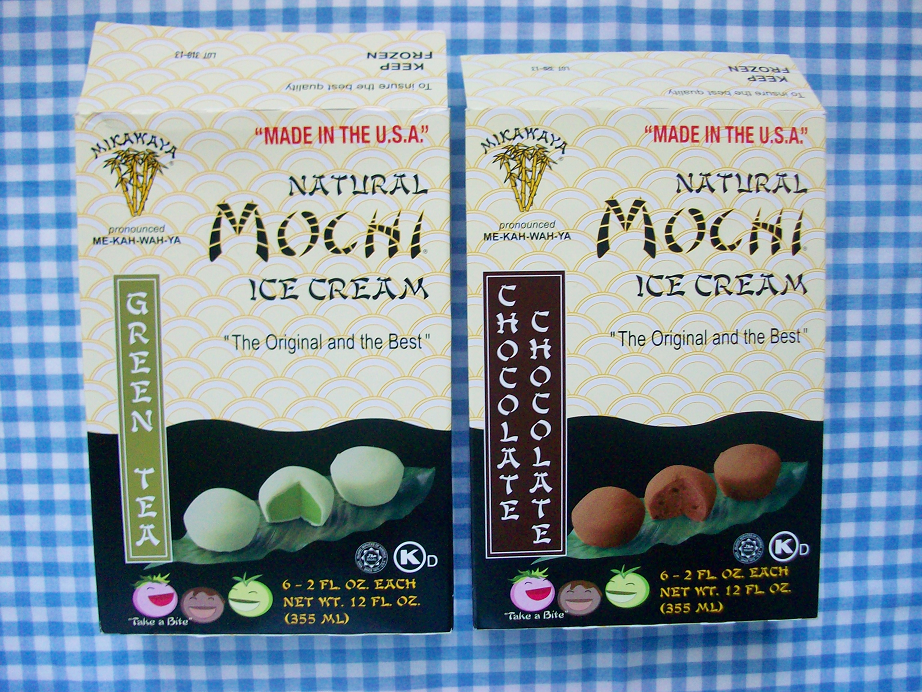 KEEP
FROZEN
To insure the best quality
LOT 318-13
MIKAWAYA
"MADE IN THE U.S.A."
NATURAL
MOCHI
ICE CREAM
pronounced
ME-KAH-WAH-YA
GREEN TEA
"The Original and the Best"
K D
6 - 2 FL. OZ. EACH
NET WT. 12 FL. OZ.
(355 ML)
"Take a Bite"
KEEP
FROZEN
To insure the best quality
MIKAWAYA
"MADE IN THE U.S.A."
NATURAL
MOCHI
ICE CREAM
pronounced
ME-KAH-WAH-YA
CHOCOLATE
CHOCOLATE
"The Original and the Best"
K D
6 - 2 FL. OZ. EACH
NET WT. 12 FL. OZ.
(355 ML)
"Take a Bite"